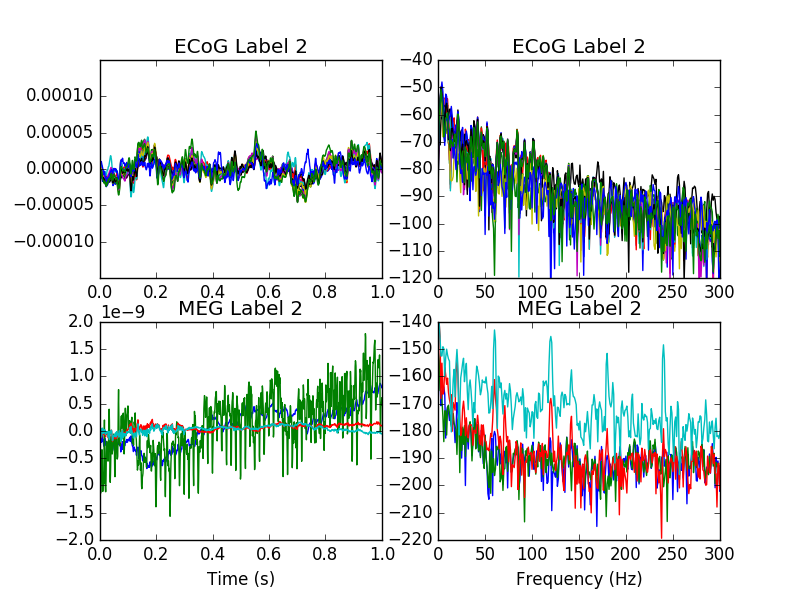 ECoG Label 2
0.00010
0.00005
0.00000
−0.00005
−0.00010
0.0 0.2 0.4 0.6 0.8 1.0
ECoG Label 2
−40
−50
−60
−70
−80
−90
−100
−110
−120
0 50 100 150 200 250 300
1e−9
MEG Label 2
2.0
1.5
1.0
0.5
0.0
−0.5
−1.0
−1.5
−2.0
0.0 0.2 0.4 0.6 0.8 1.0
Time (s)
MEG Label 2
−140
−150
−160
−170
−180
−190
−200
−210
−220
0 50 100 150 200 250 300
Frequency (Hz)